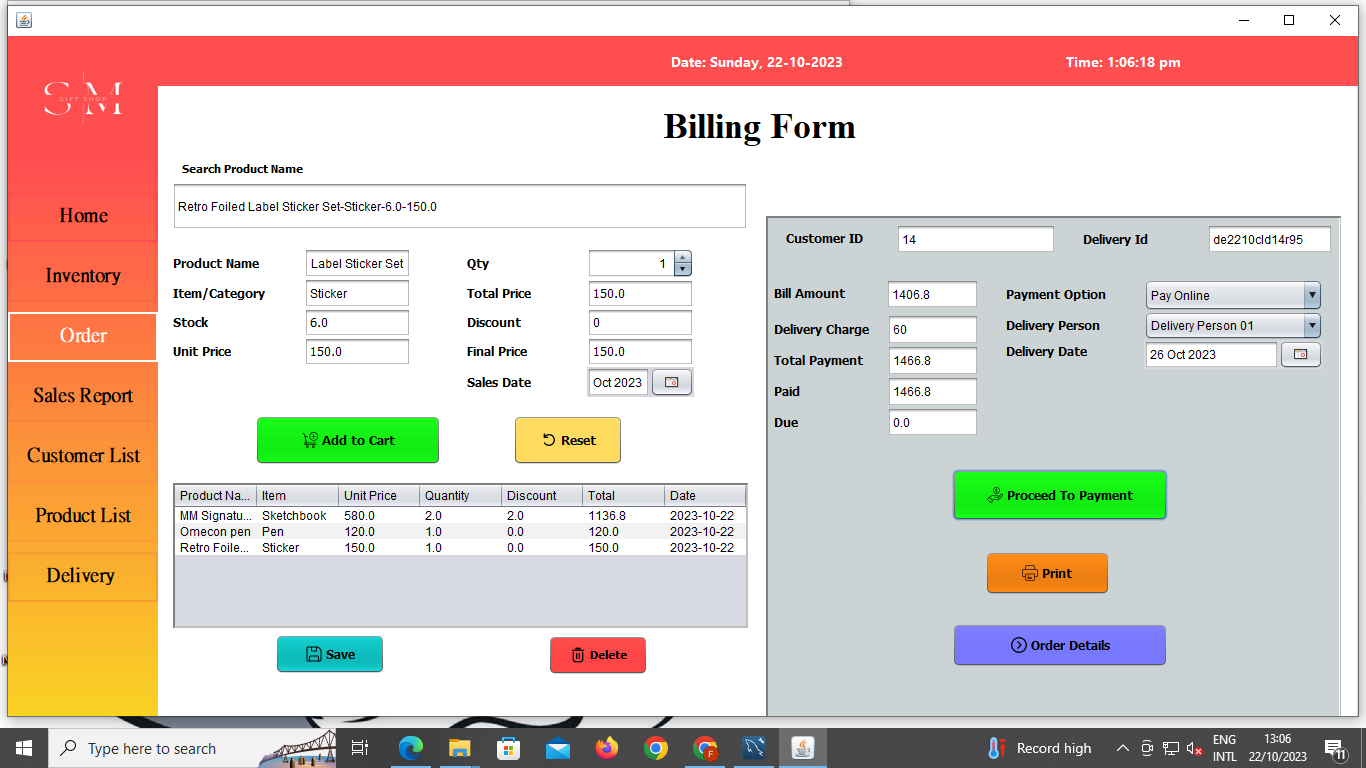 Date: Sunday, 22-10-2023
Time: 1:06:18 pm
SM
GIFT SHOP
Home
Inventory
Order
Sales Report
Customer List
Product List
Delivery
Billing Form
Search Product Name
Retro Foiled Label Sticker Set-Sticker-6.0-150.0
Product Name Label Sticker Set Qty 1
Item/Category Sticker Total Price 150.0
Stock 6.0 Discount 0
Unit Price 150.0 Final Price 150.0
Sales Date Oct 2023
Add to Cart Reset
Product Na... Item Unit Price Quantity Discount Total Date
MM Signatu... Sketchbook 580.0 2.0 2.0 1136.8 2023-10-22
Omecon pen Pen 120.0 1.0 0.0 120.0 2023-10-22
Retro Foile... Sticker 150.0 1.0 0.0 150.0 2023-10-22
Save Delete
Customer ID 14 Delivery Id de2210cld14r95
Bill Amount 1406.8 Payment Option Pay Online
Delivery Charge 60 Delivery Person Delivery Person 01
Total Payment 1466.8 Delivery Date 26 Oct 2023
Paid 1466.8
Due 0.0
Proceed To Payment
Print
Order Details
Type here to search
Record high
ENG
INTL
13:06
22/10/2023
11